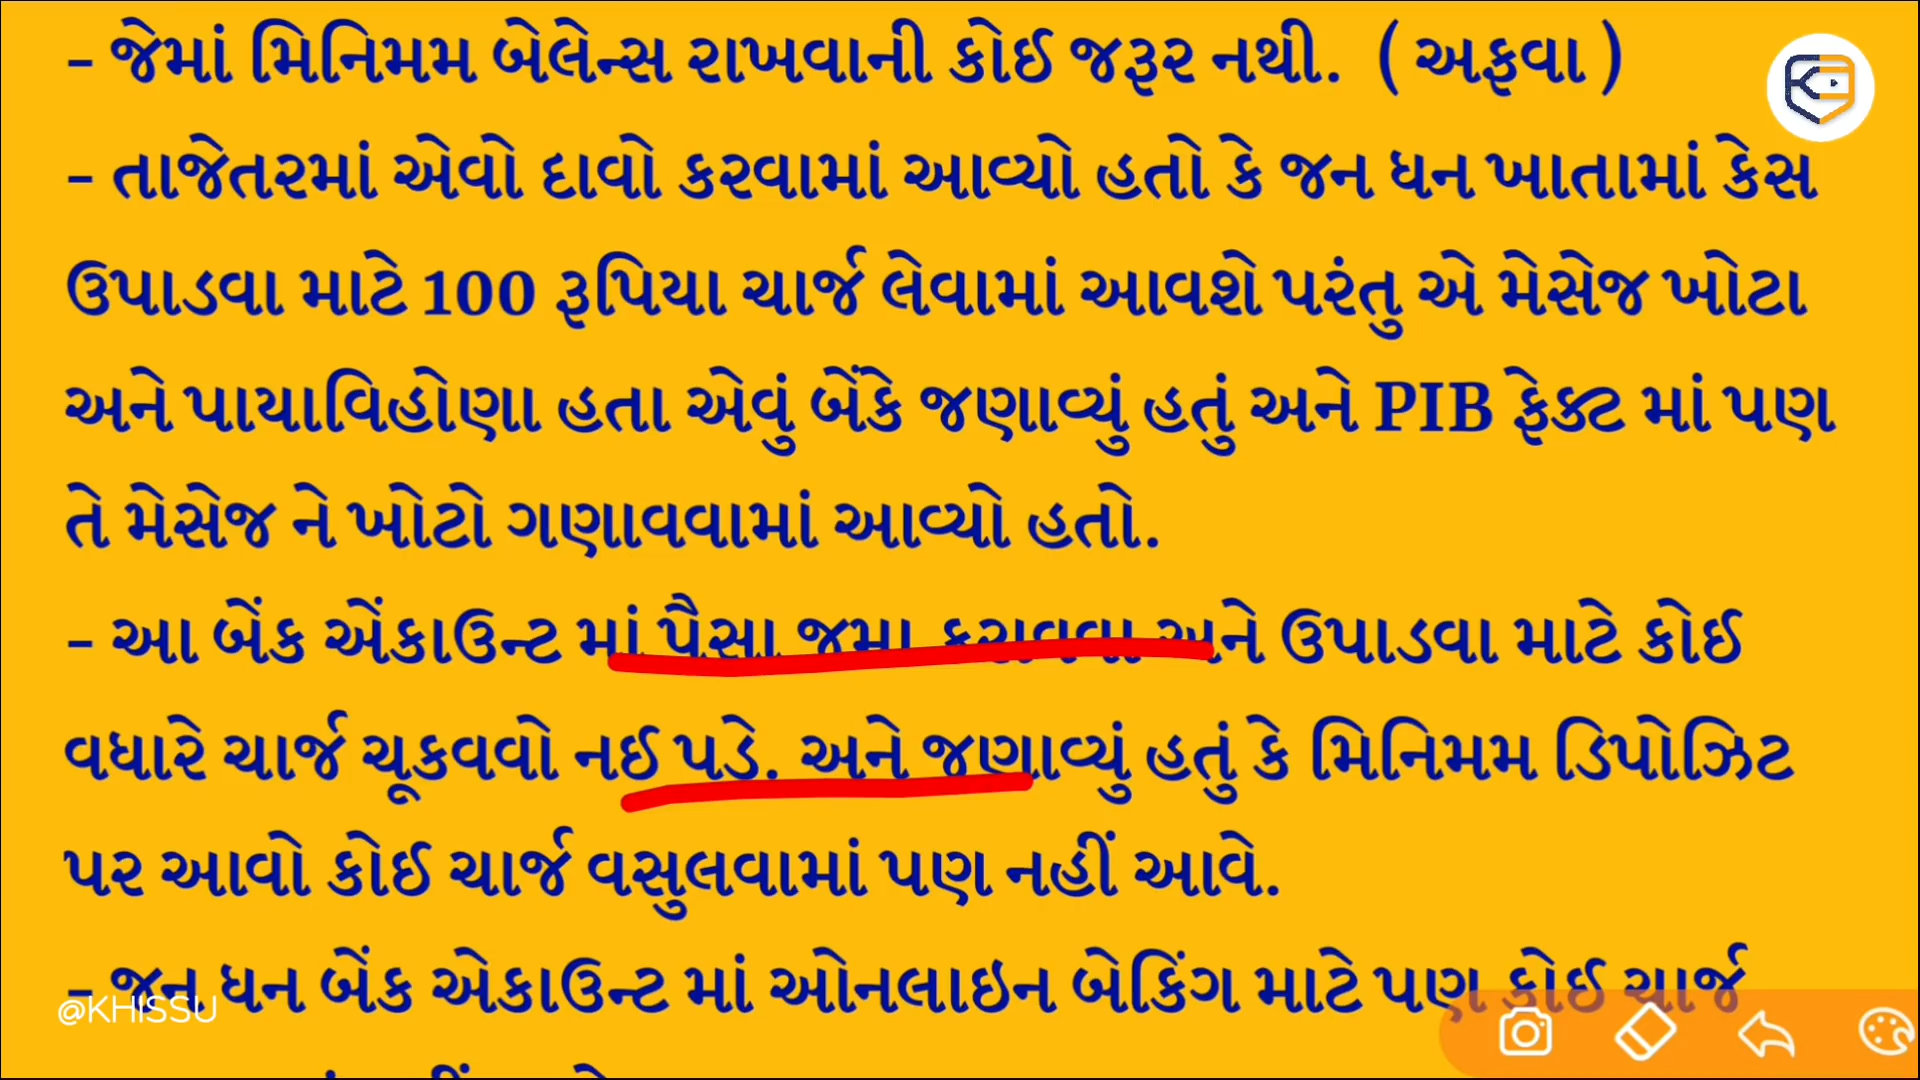 - જેમાં મિનિમમ બેલેન્સ રાખવાની કોઈ જરૂર નથી. ( અફવા )
- તાજેતરમાં એવો દાવો કરવામાં આવ્યો હતો કે જન ધન ખાતામાં કેસ
ઉપાડવા માટે 100 રૂપિયા ચાર્જ લેવામાં આવશે પરંતુ એ મેસેજ ખોટા
અને પાયાવિહોણા હતા એવું બેંકે જણાવ્યું હતું અને PIB ફેક્ટ માં પણ
તે મેસેજ ને ખોટો ગણાવવામાં આવ્યો હતો.
- આ બેંક એંકાઉન્ટ માં પૈસા જમા કરાવવા અને ઉપાડવા માટે કોઈ
વધારે ચાર્જ ચૂકવવો નઈ પડે. અને જણાવ્યું હતું કે મિનિમમ ડિપોઝિટ
પર આવો કોઈ ચાર્જ વસુલવામાં પણ નહીં આવે.
- જન ધન બેંક એકાઉન્ટ માં ઓનલાઇન બેકિંગ માટે પણ કોઈ ચાર્જ
@KHISSU